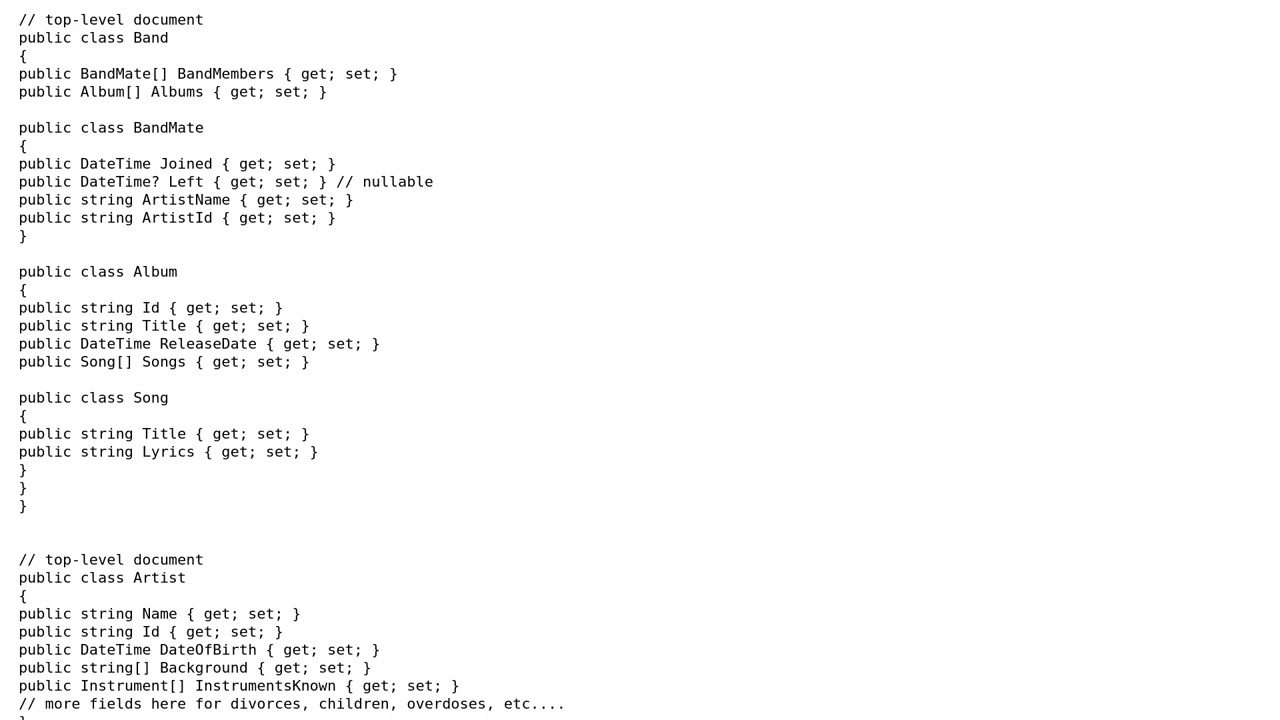 // top-level document
public class Band
{
public BandMate[] BandMembers { get; set; }
public Album[] Albums { get; set; }
public class BandMate
{
public DateTime Joined { get; set; }
public DateTime? Left { get; set; } // nullable
public string ArtistName { get; set; }
public string ArtistId { get; set; }
}
public class Album
{
public string Id { get; set; }
public string Title { get; set; }
public DateTime ReleaseDate { get; set; }
public Song[] Songs { get; set; }
public class Song
{
public string Title { get; set; }
public string Lyrics { get; set; }
}
}
}
// top-level document
public class Artist
{
public string Name { get; set; }
public string Id { get; set; }
public DateTime DateOfBirth { get; set; }
public string[] Background { get; set; }
public Instrument[] InstrumentsKnown { get; set; }
// more fields here for divorces, children, overdoses, etc....
}